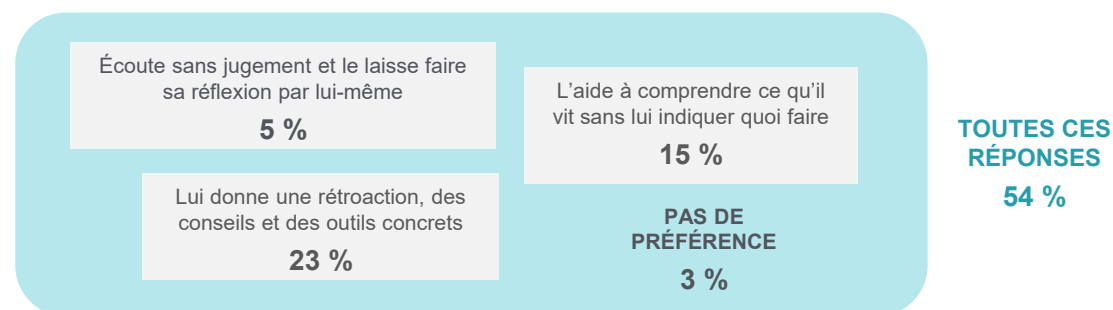 Écoute sans jugement et le laisse faire
sa réflexion par lui-même
5 %
L’aide à comprendre ce qu’il
vit sans lui indiquer quoi faire
15 %
Lui donne une rétroaction, des
conseils et des outils concrets
23 %
PAS DE
PRÉFÉRENCE
3 %
TOUTES CES
RÉPONSES
54 %